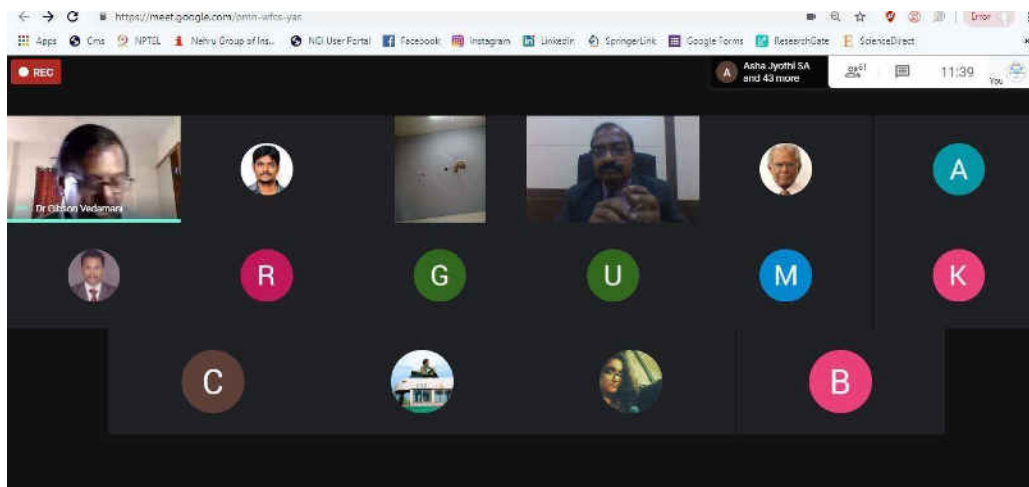 https://meet.google.com/pmn-wfcs-yan
Error
Apps Cms NPTEL Nehru Group of Ins... NGI User Portal Facebook Instagram Linkedin SpringerLink Google Forms ResearchGate ScienceDirect
REC
A Asha Jyothi SA
and 43 more
61
11:39
You
Dr Gibson Vedamani
A
R G U M K
C B